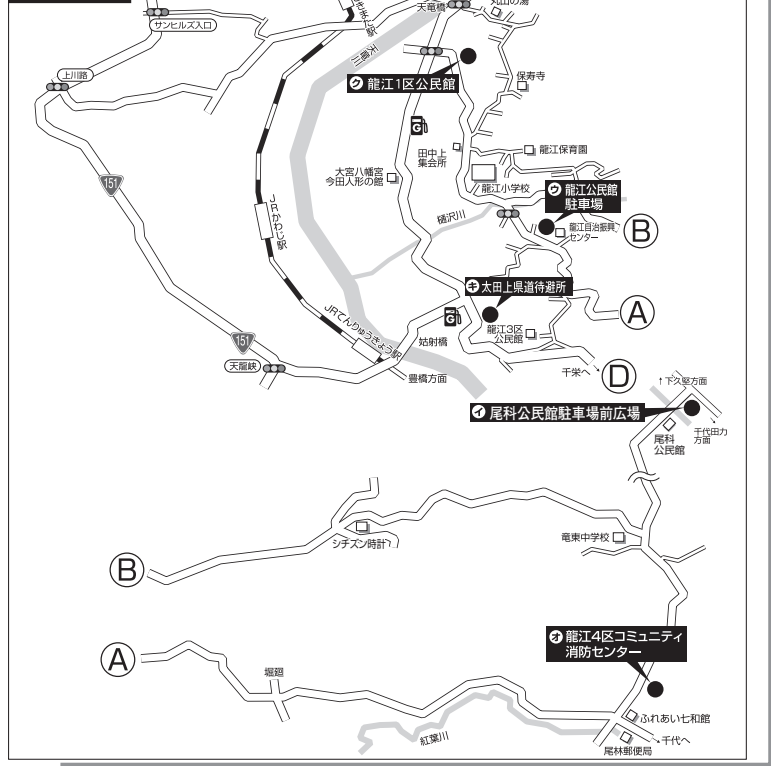 天竜橋
丸山の湯
サンヒルズ入口
天竜川
上川路
㋒ 龍江1区公民館
保寿寺
G
田中上
集会所
龍江保育園
大宮八幡宮
今田人形の館
龍江小学校
151
JRかわじ駅
樋沢川
㋒ 龍江公民館
駐車場
龍江自治振興
センター
B
㋖ 太田上県道待避所
A
G
JRてんりゅうきょう駅
姑射橋
龍江3区
公民館
151
天龍峡
豊橋方面
千栄へ
D
↑下久堅方面
㋑ 尾科公民館駐車場前広場
尾科
公民館
千代田力
方面
シチズン時計
竜東中学校
B
㋔ 龍江4区コミュニティ
消防センター
A
堀廻
紅葉川
ふれあい七和館
千代へ
尾林郵便局